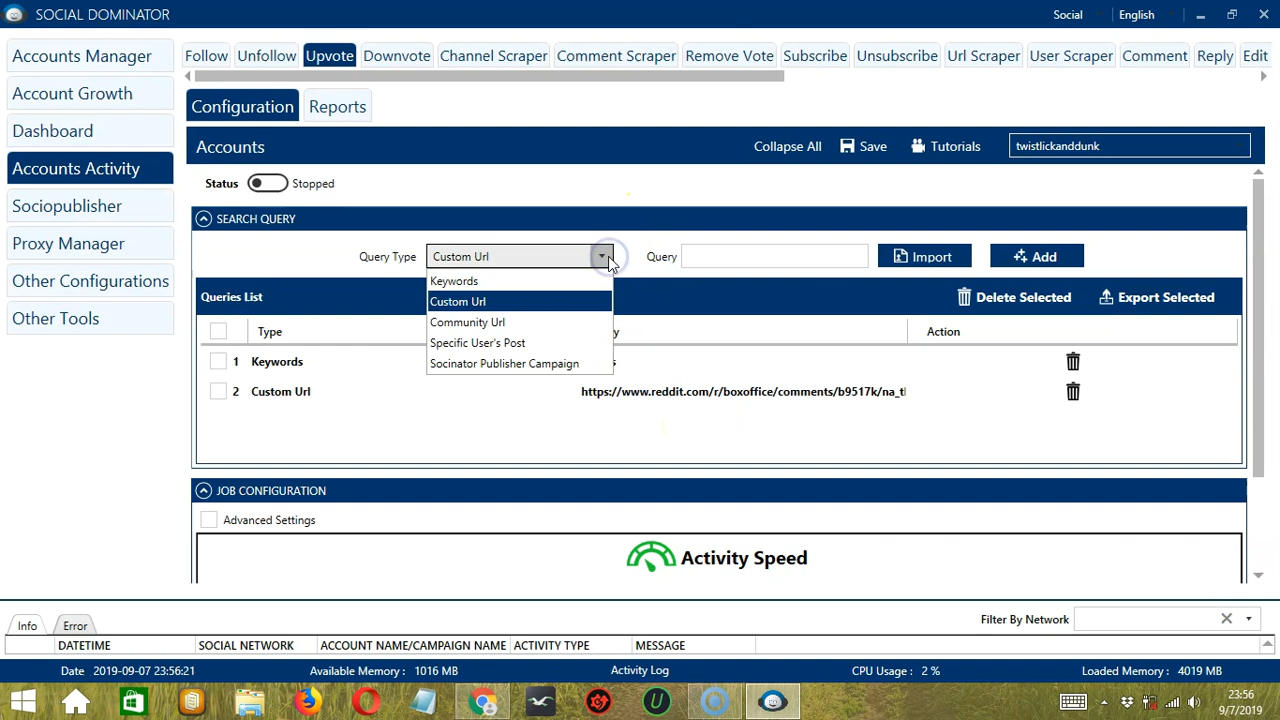 SOCIAL DOMINATOR
Social
English
Accounts Manager
Account Growth
Dashboard
Accounts Activity
Sociopublisher
Proxy Manager
Other Configurations
Other Tools
Follow Unfollow Upvote Downvote Channel Scraper Comment Scraper Remove Vote Subscribe Unsubscribe Url Scraper User Scraper Comment Reply Edit
Configuration Reports
Accounts
Collapse All Save Tutorials twistlickanddunk
Status Stopped
SEARCH QUERY
Query Type Custom Url Query Import Add
Keywords
Custom Url
Community Url
Specific User's Post
Socinator Publisher Campaign
Queries List Delete Selected Export Selected
Type Action
1 Keywords
2 Custom Url https://www.reddit.com/r/boxoffice/comments/b9517k/na_tl
JOB CONFIGURATION
Advanced Settings
Activity Speed
Info Error
Filter By Network
DATETIME SOCIAL NETWORK ACCOUNT NAME/CAMPAIGN NAME ACTIVITY TYPE MESSAGE
Date 2019-09-07 23:56:21 Available Memory : 1016 MB Activity Log CPU Usage : 2 % Loaded Memory : 4019 MB
23:56
9/7/2019